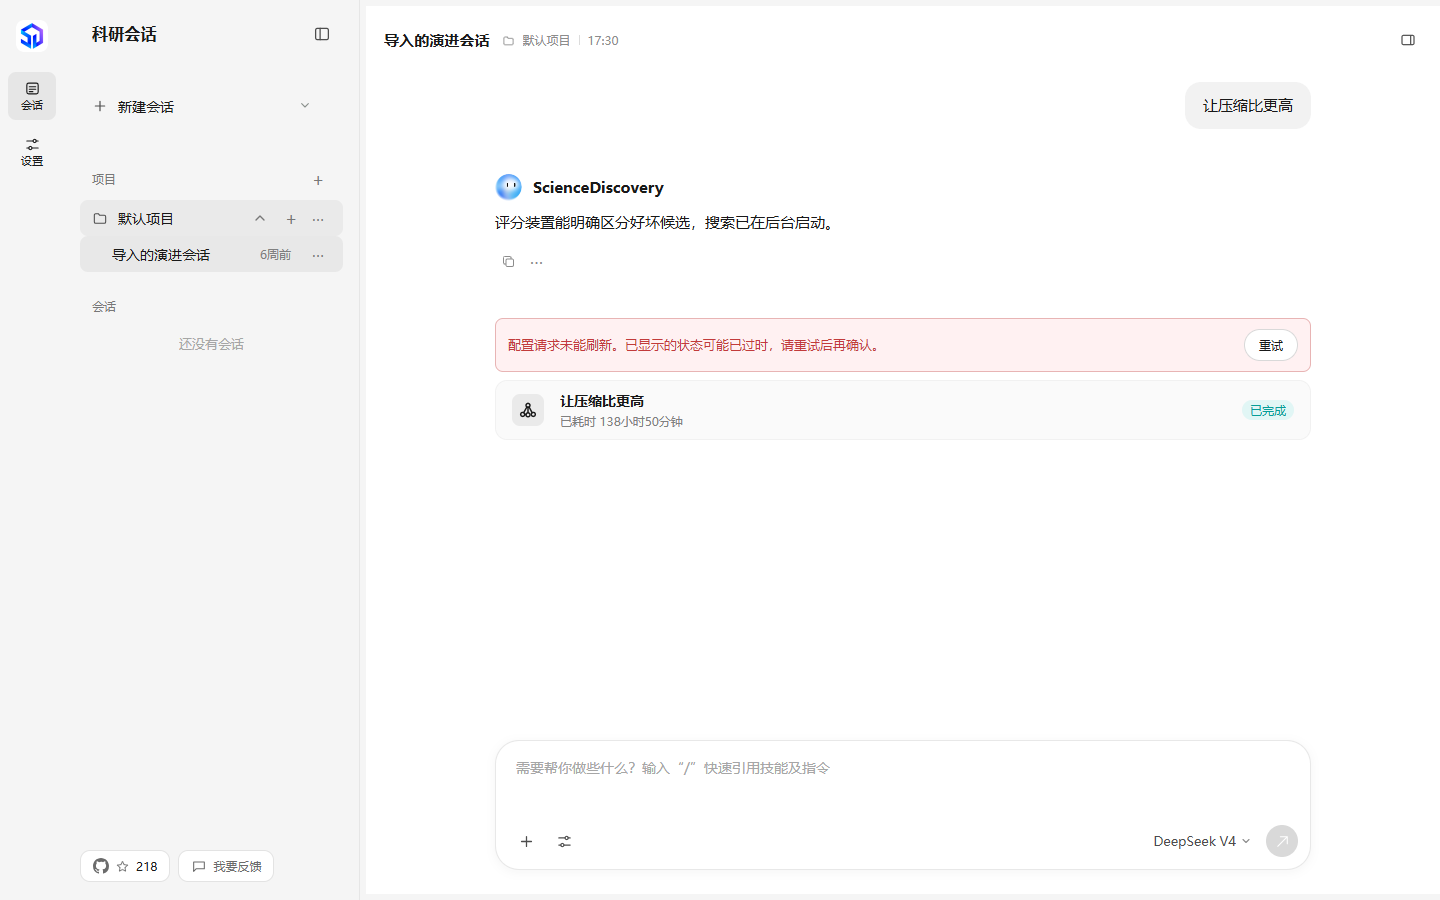 科研会话
会话
设置
新建会话
项目
默认项目
导入的演进会话 6周前
会话
还没有会话
218
我要反馈
导入的演进会话 默认项目 17:30
让压缩比更高
ScienceDiscovery
评分装置能明确区分好坏候选，搜索已在后台启动。
配置请求未能刷新。已显示的状态可能已过时，请重试后再确认。 重试
让压缩比更高
已耗时 138小时50分钟
已完成
需要帮你做些什么？输入“/”快速引用技能及指令
DeepSeek V4